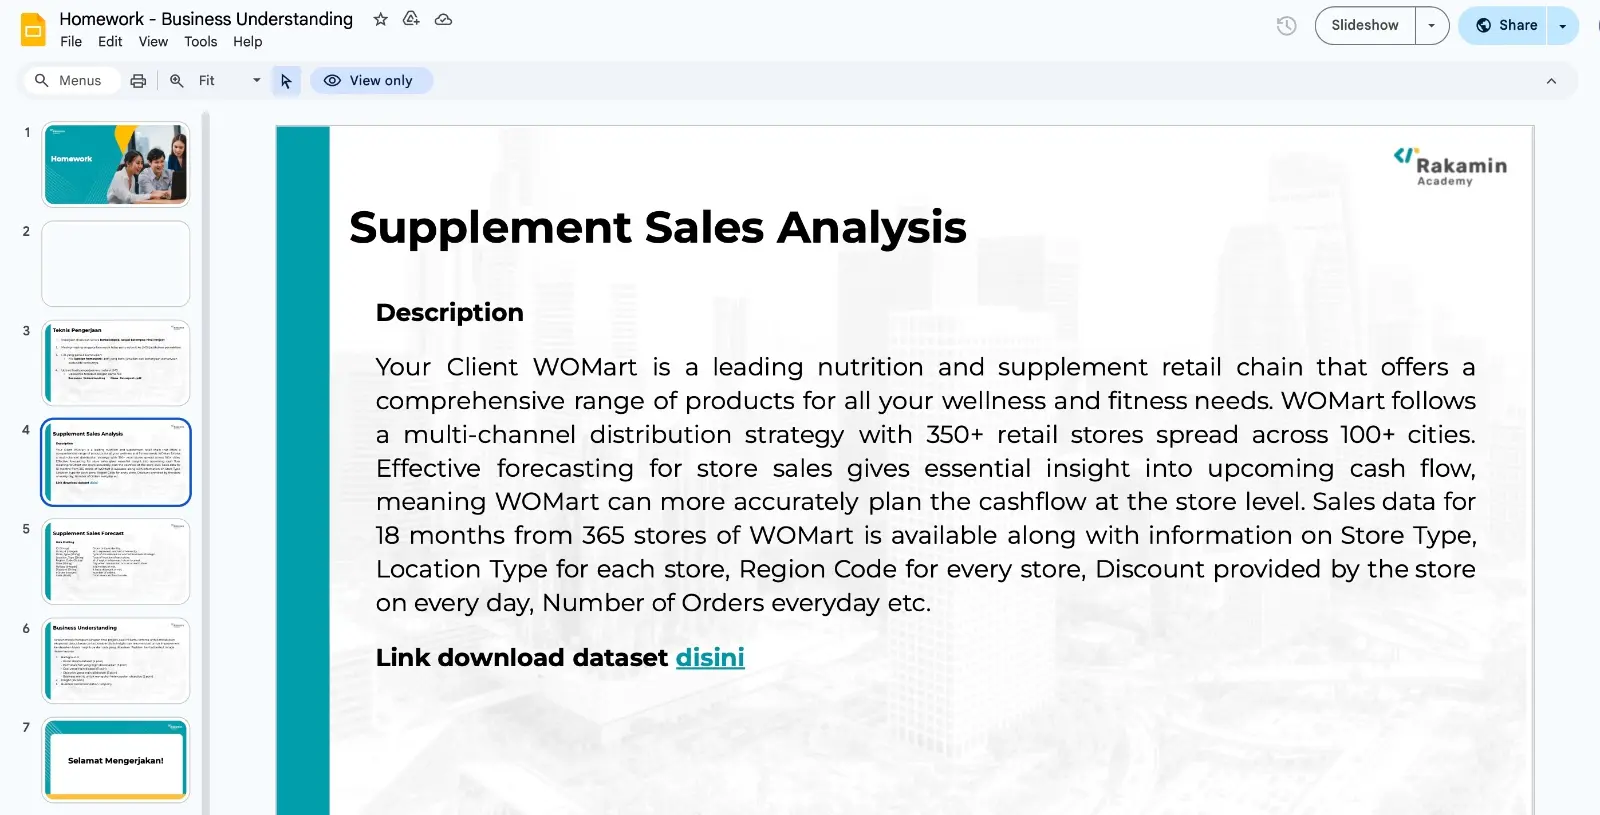 Homework - Business Understanding
File Edit View Tools Help
Slideshow
Share
Menus
Fit
View only
1
Homework
2
3
Teknis Pengerjaan
4
Supplement Sales Analysis
Description
5
Supplement Sales Forecast
6
Business Understanding
7
Selamat Mengerjakan!
Rakamin
Academy
Supplement Sales Analysis
Description
Your Client WOMart is a leading nutrition and supplement retail chain that offers a
comprehensive range of products for all your wellness and fitness needs. WOMart follows
a multi-channel distribution strategy with 350+ retail stores spread across 100+ cities.
Effective forecasting for store sales gives essential insight into upcoming cash flow,
meaning WOMart can more accurately plan the cashflow at the store level. Sales data for
18 months from 365 stores of WOMart is available along with information on Store Type,
Location Type for each store, Region Code for every store, Discount provided by the store
on every day, Number of Orders everyday etc.
Link download dataset disini